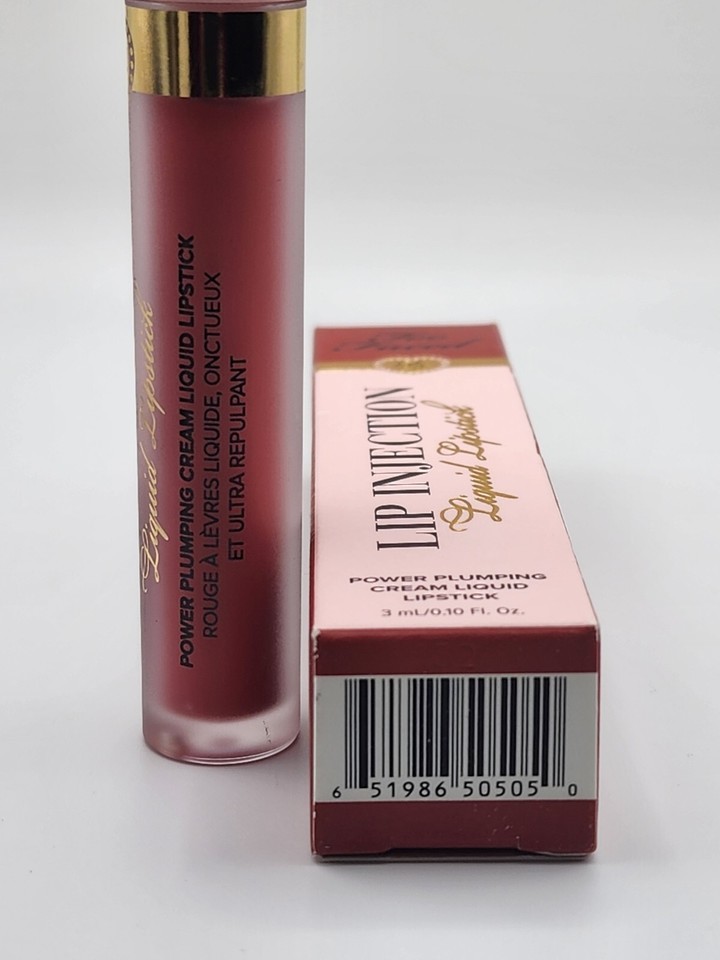 Liquid Lipstick
POWER PLUMPING CREAM LIQUID LIPSTICK
ROUGE À LÈVRES LIQUIDE, ONCTUEUX
ET ULTRA REPULPANT
LIP INJECTION
Liquid Lipstick
POWER PLUMPING
CREAM LIQUID
LIPSTICK
3 mL/0.10 Fl. Oz.
6 51986 50505 0